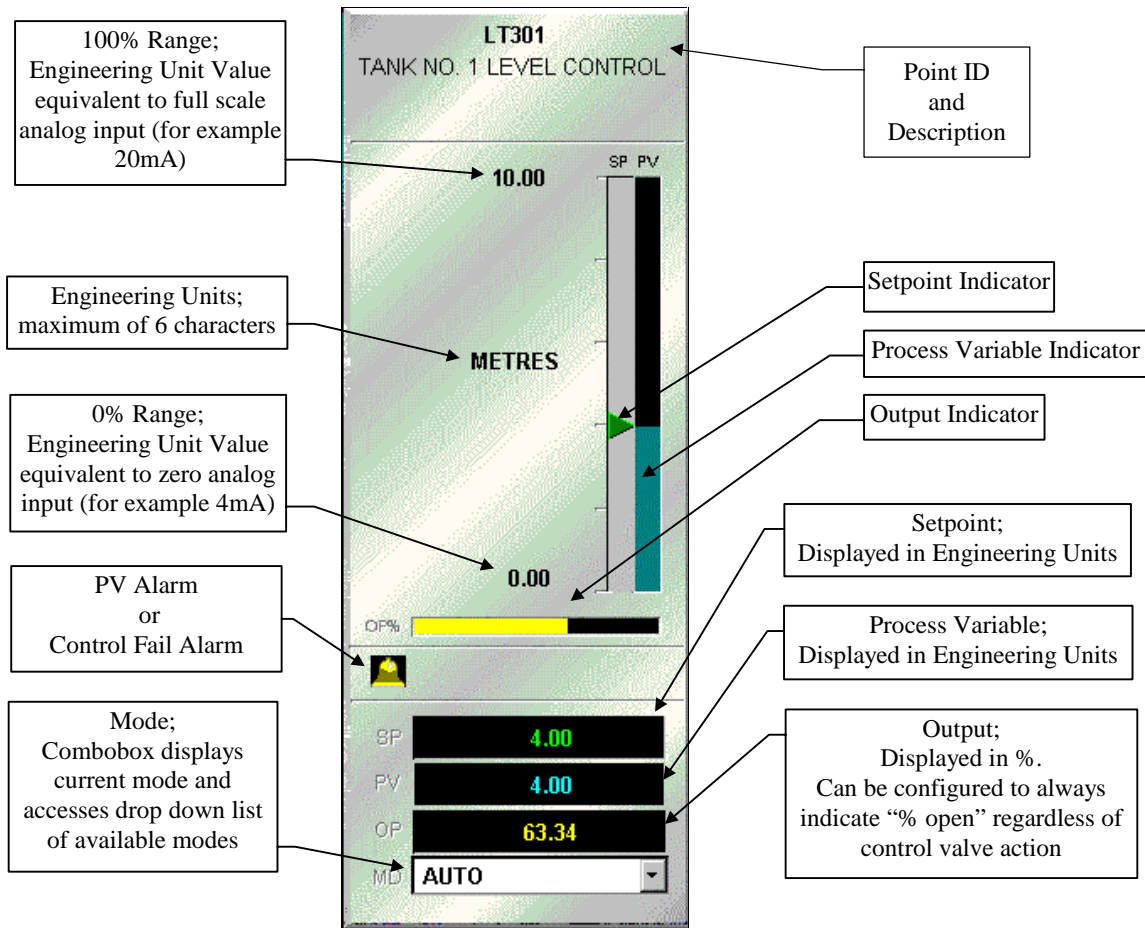 100% Range;
Engineering Unit Value
equivalent to full scale
analog input (for example
20mA)
LT301
TANK NO. 1 LEVEL CONTROL
Point ID
and
Description
SP PV
10.00
Engineering Units;
maximum of 6 characters
METRES
Setpoint Indicator
Process Variable Indicator
Output Indicator
0% Range;
Engineering Unit Value
equivalent to zero analog
input (for example 4mA)
0.00
OP%
Setpoint;
Displayed in Engineering Units
PV Alarm
or
Control Fail Alarm
Process Variable;
Displayed in Engineering Units
Mode;
Combobox displays
current mode and
accesses drop down list
of available modes
SP 4.00
PV 4.00
OP 63.34
MD AUTO
Output;
Displayed in %.
Can be configured to always
indicate “% open” regardless of
control valve action